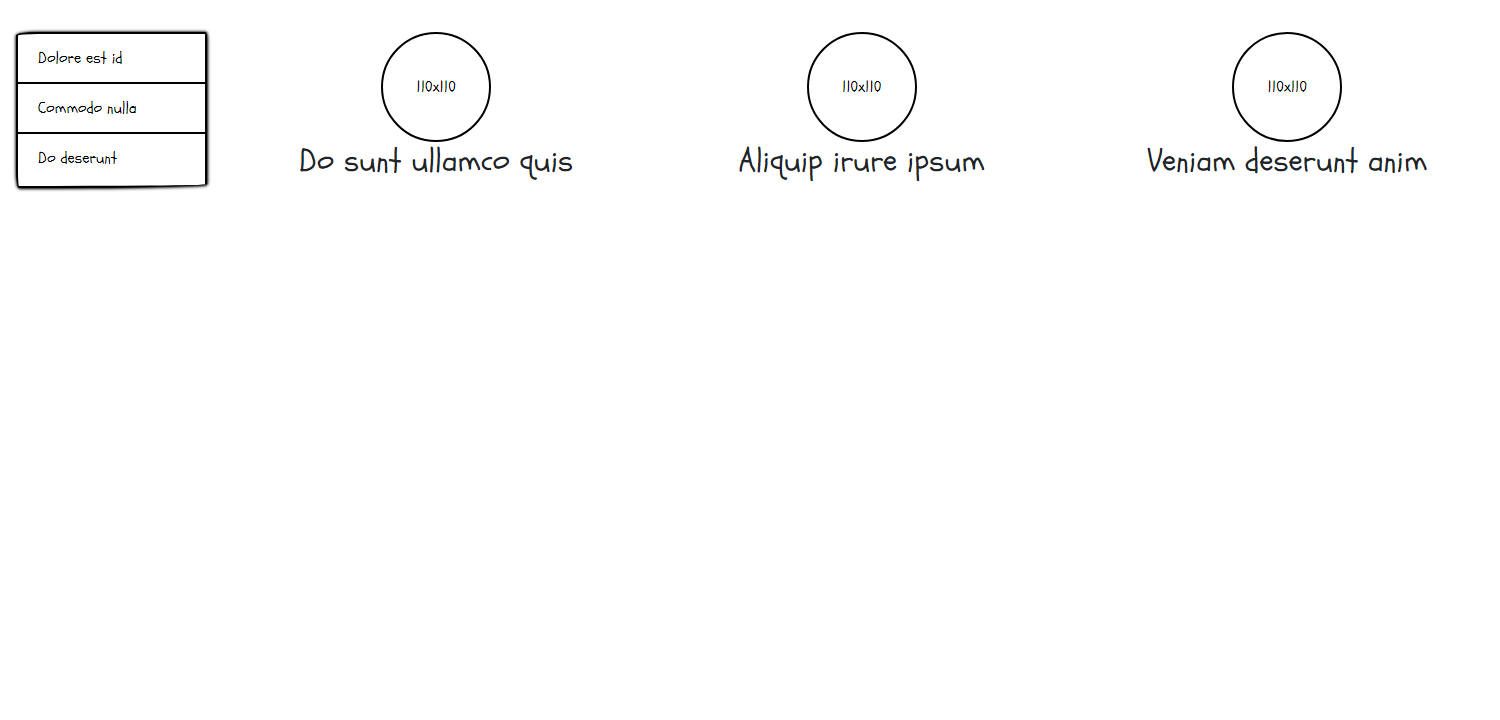 Dolore est id
Commodo nulla
Do deserunt
110x110
Do sunt ullamco quis
110x110
Aliquip irure ipsum
110x110
Veniam deserunt anim